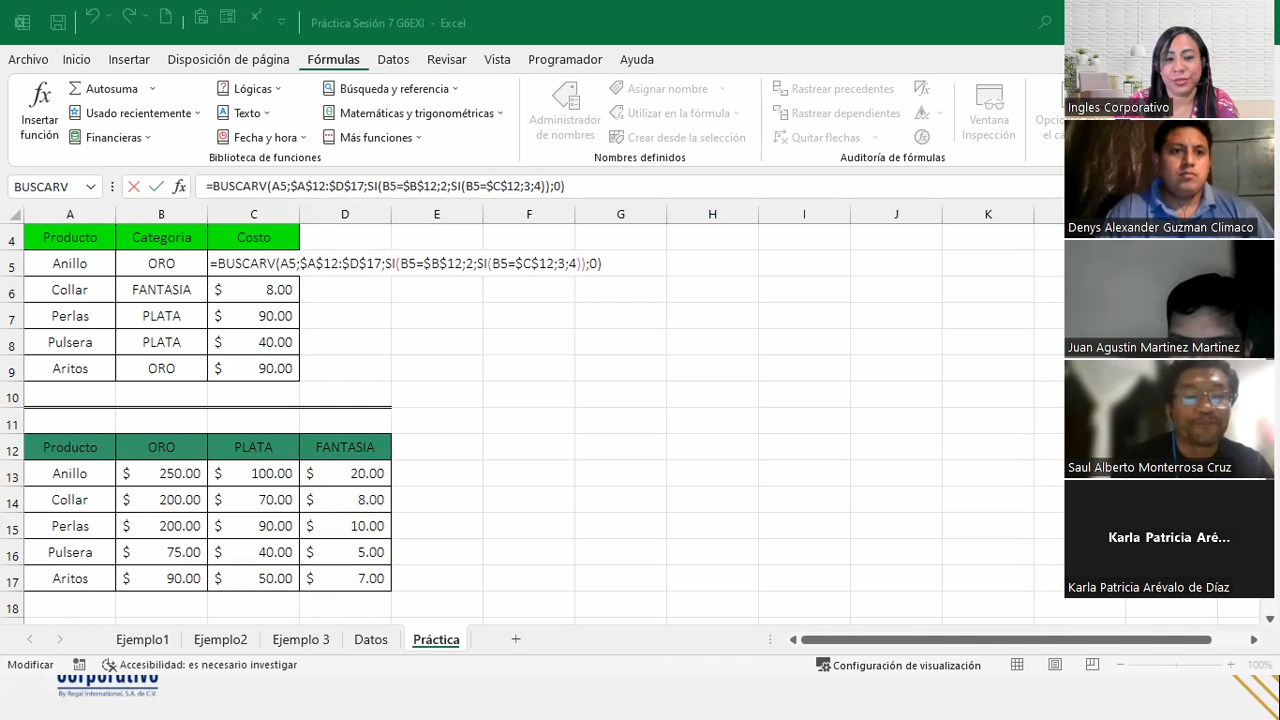 Práctica Sesión 7 G6EXI - Excel
Archivo Inicio Insertar Disposición de página Fórmulas Ayuda
Insertar función
Autosuma
Usado recientemente
Financieras
Lógicas
Texto
Fecha y hora
Búsqueda y referencia
Matemáticas y trigonométricas
Más funciones
Biblioteca de funciones
Asignar nombre
Utilizar en la fórmula
Crear desde la selección
Nombres definidos
Quitar flechas
Auditoría de fórmulas
Ventana Inspección
BUSCARV
=BUSCARV(A5;$A$12:$D$17;SI(B5=$B$12;2;SI(B5=$C$12;3;4));0)
A B C D E F G H I J K
4 Producto Categoria Costo
5 Anillo ORO =BUSCARV(A5;$A$12:$D$17;SI(B5=$B$12;2;SI(B5=$C$12;3;4));0)
6 Collar FANTASIA $ 8.00
7 Perlas PLATA $ 90.00
8 Pulsera PLATA $ 40.00
9 Aritos ORO $ 90.00
10
11
12 Producto ORO PLATA FANTASIA
13 Anillo $ 250.00 $ 100.00 $ 20.00
14 Collar $ 200.00 $ 70.00 $ 8.00
15 Perlas $ 200.00 $ 90.00 $ 10.00
16 Pulsera $ 75.00 $ 40.00 $ 5.00
17 Aritos $ 90.00 $ 50.00 $ 7.00
18
Ejemplo1 Ejemplo2 Ejemplo 3 Datos Práctica
Modificar Accesibilidad: es necesario investigar Configuración de visualización 100%
By Regal International, S.A. de C.V.
Ingles Corporativo
Denys Alexander Guzman Climaco
Juan Agustin Martinez Martinez
Saul Alberto Monterrosa Cruz
Karla Patricia Aré...
Karla Patricia Arévalo de Díaz